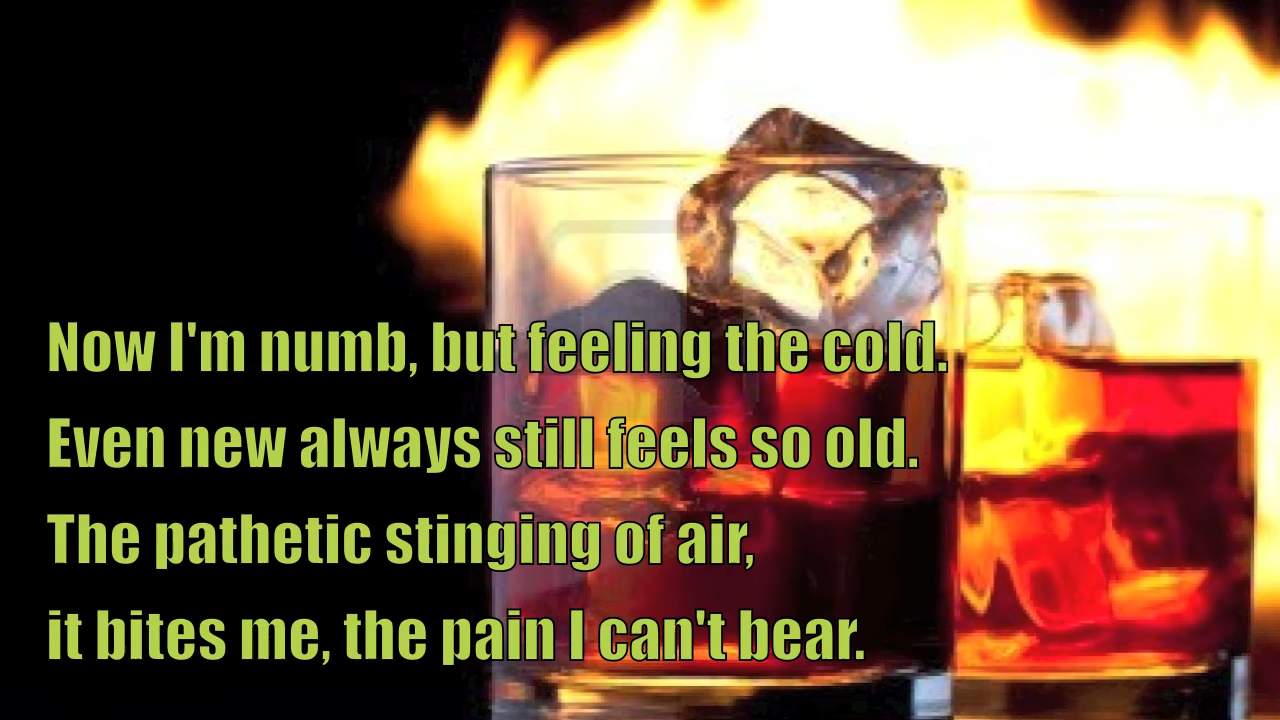 Now I'm numb, but feeling the cold.
Even new always still feels so old.
The pathetic stinging of air,
it bites me, the pain I can't bear.